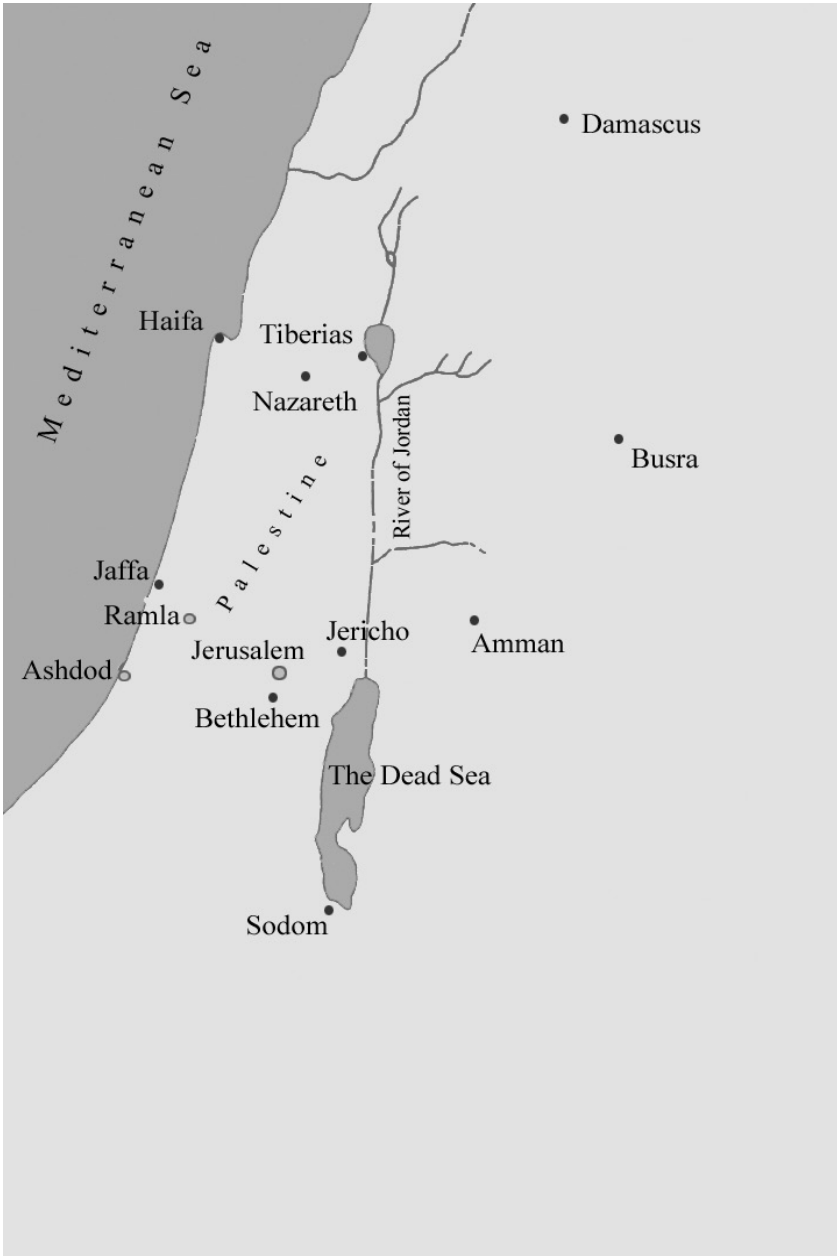 Mediterranean Sea
Damascus
Haifa
Tiberias
Nazareth
River of Jordan
Busra
Palestine
Jaffa
Ramla
Jericho
Amman
Jerusalem
Ashdod
Bethlehem
The Dead Sea
Sodom